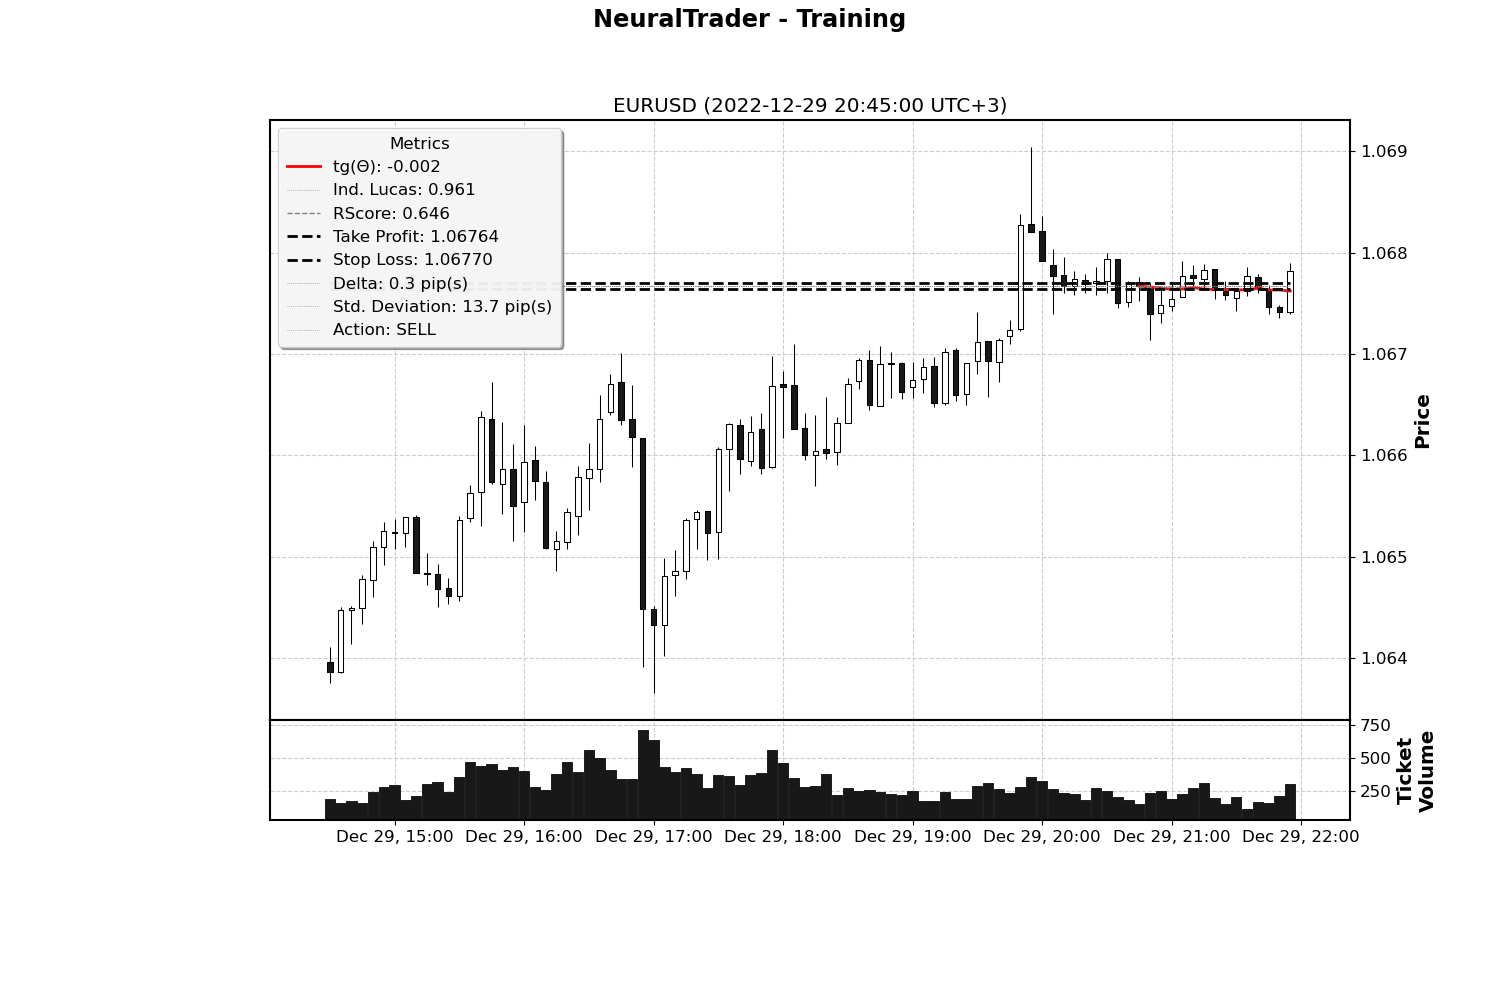 NeuralTrader - Training
EURUSD (2022-12-29 20:45:00 UTC+3)
Metrics
tg(Θ): -0.002
Ind. Lucas: 0.961
RScore: 0.646
Take Profit: 1.06764
Stop Loss: 1.06770
Delta: 0.3 pip(s)
Std. Deviation: 13.7 pip(s)
Action: SELL
1.069
1.068
1.067
1.066
1.065
1.064
Price
750
500
250
Ticket
Volume
Dec 29, 15:00
Dec 29, 16:00
Dec 29, 17:00
Dec 29, 18:00
Dec 29, 19:00
Dec 29, 20:00
Dec 29, 21:00
Dec 29, 22:00